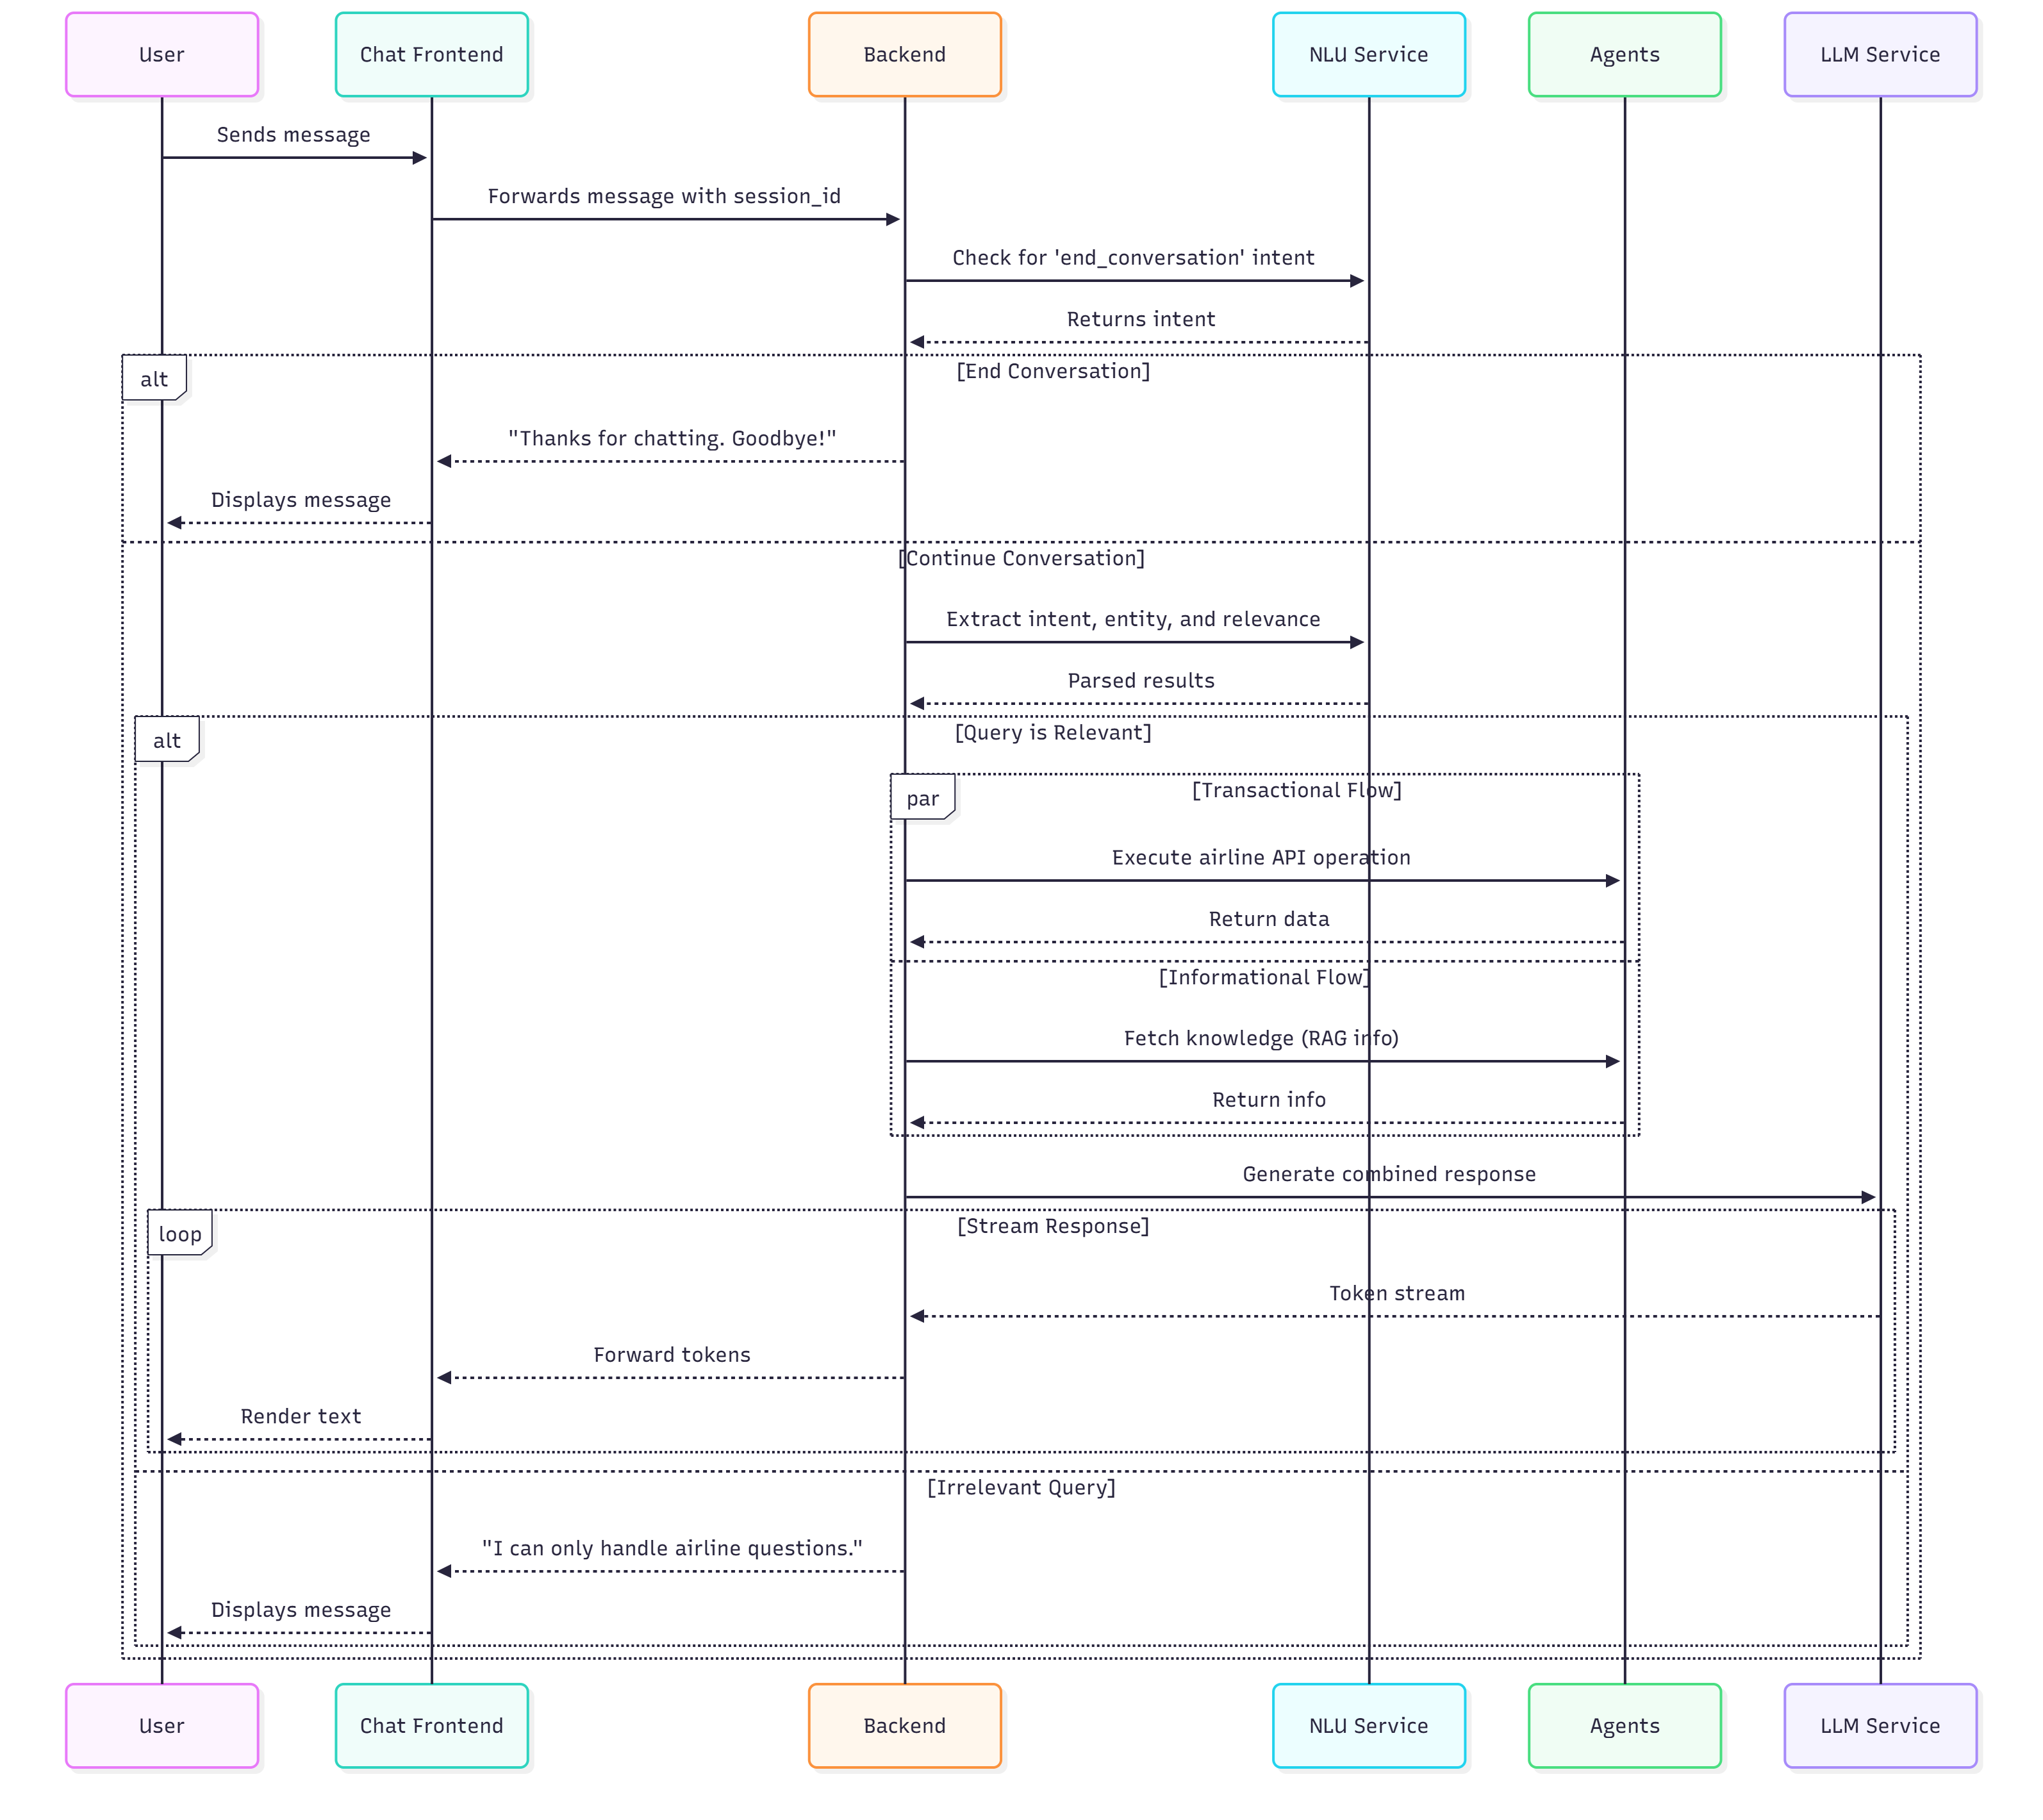 User
Chat Frontend
Backend
NLU Service
Agents
LLM Service
Sends message
Forwards message with session_id
Check for 'end_conversation' intent
Returns intent
alt
[End Conversation]
"Thanks for chatting. Goodbye!"
Displays message
[Continue Conversation]
Extract intent, entity, and relevance
Parsed results
alt
[Query is Relevant]
par
[Transactional Flow]
Execute airline API operation
Return data
[Informational Flow]
Fetch knowledge (RAG info)
Return info
Generate combined response
loop
[Stream Response]
Token stream
Forward tokens
Render text
[Irrelevant Query]
"I can only handle airline questions."
Displays message
User
Chat Frontend
Backend
NLU Service
Agents
LLM Service